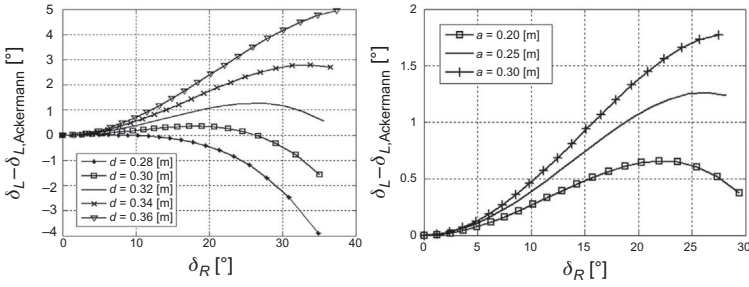 δL−δL,Ackermann [°]
5
4
3
2
1
0
−1
−2
−3
−4
d = 0.28 [m]
d = 0.30 [m]
d = 0.32 [m]
d = 0.34 [m]
d = 0.36 [m]
0
10
20
30
40
δR [°]
δL−δL,Ackermann [°]
2
1.5
1
0.5
0
a = 0.20 [m]
a = 0.25 [m]
a = 0.30 [m]
0
5
10
15
20
25
30
δR [°]